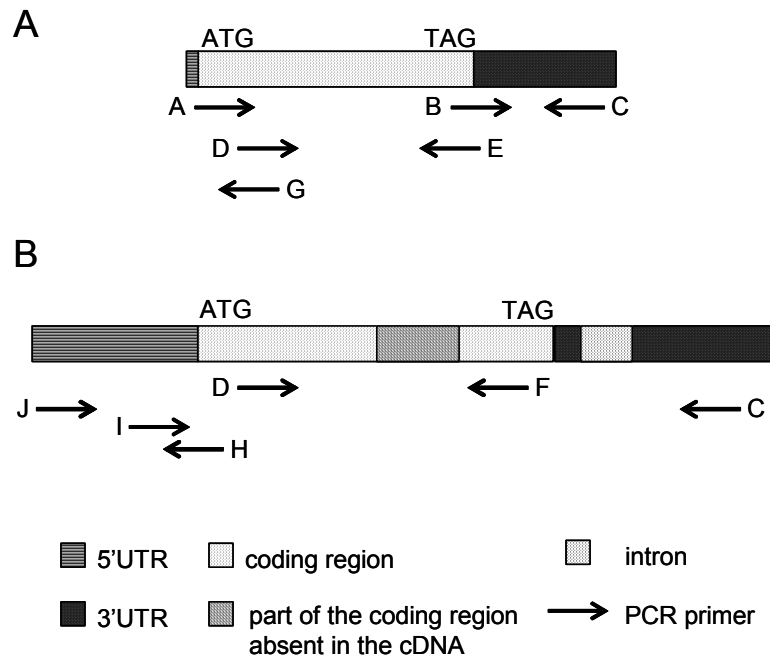 A
ATG TAG
A B C
D E
G
B
ATG TAG
D F
J C
I
H
5'UTR coding region intron
3'UTR part of the coding region PCR primer
absent in the cDNA